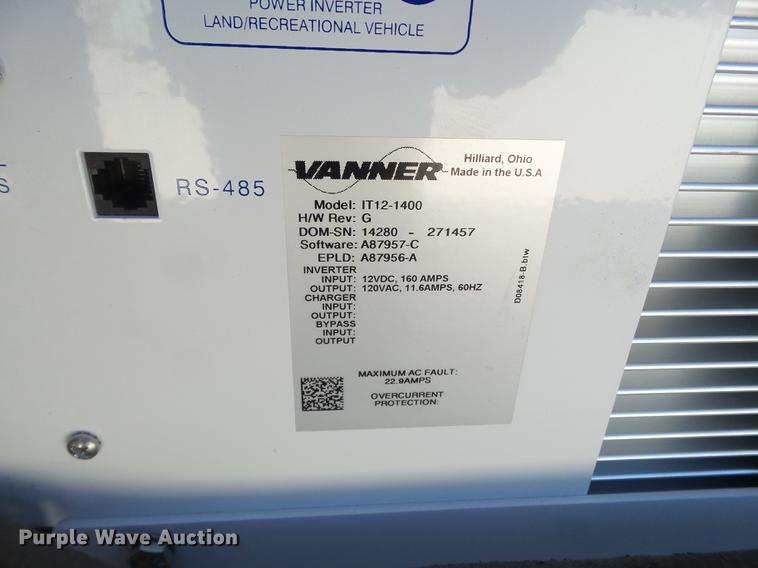 POWER INVERTER
LAND/RECREATIONAL VEHICLE
S
RS-485
VANNER
Hilliard, Ohio
Made in the U.S.A
Model: IT12-1400
H/W Rev: G
DOM-SN: 14280 - 271457
Software: A87957-C
EPLD: A87956-A
INVERTER
INPUT: 12VDC, 160 AMPS
OUTPUT: 120VAC, 11.6AMPS, 60HZ
CHARGER
INPUT:
OUTPUT:
BYPASS
INPUT:
OUTPUT
D08418-B.btw
MAXIMUM AC FAULT:
22.9AMPS
OVERCURRENT
PROTECTION:
Purple Wave Auction